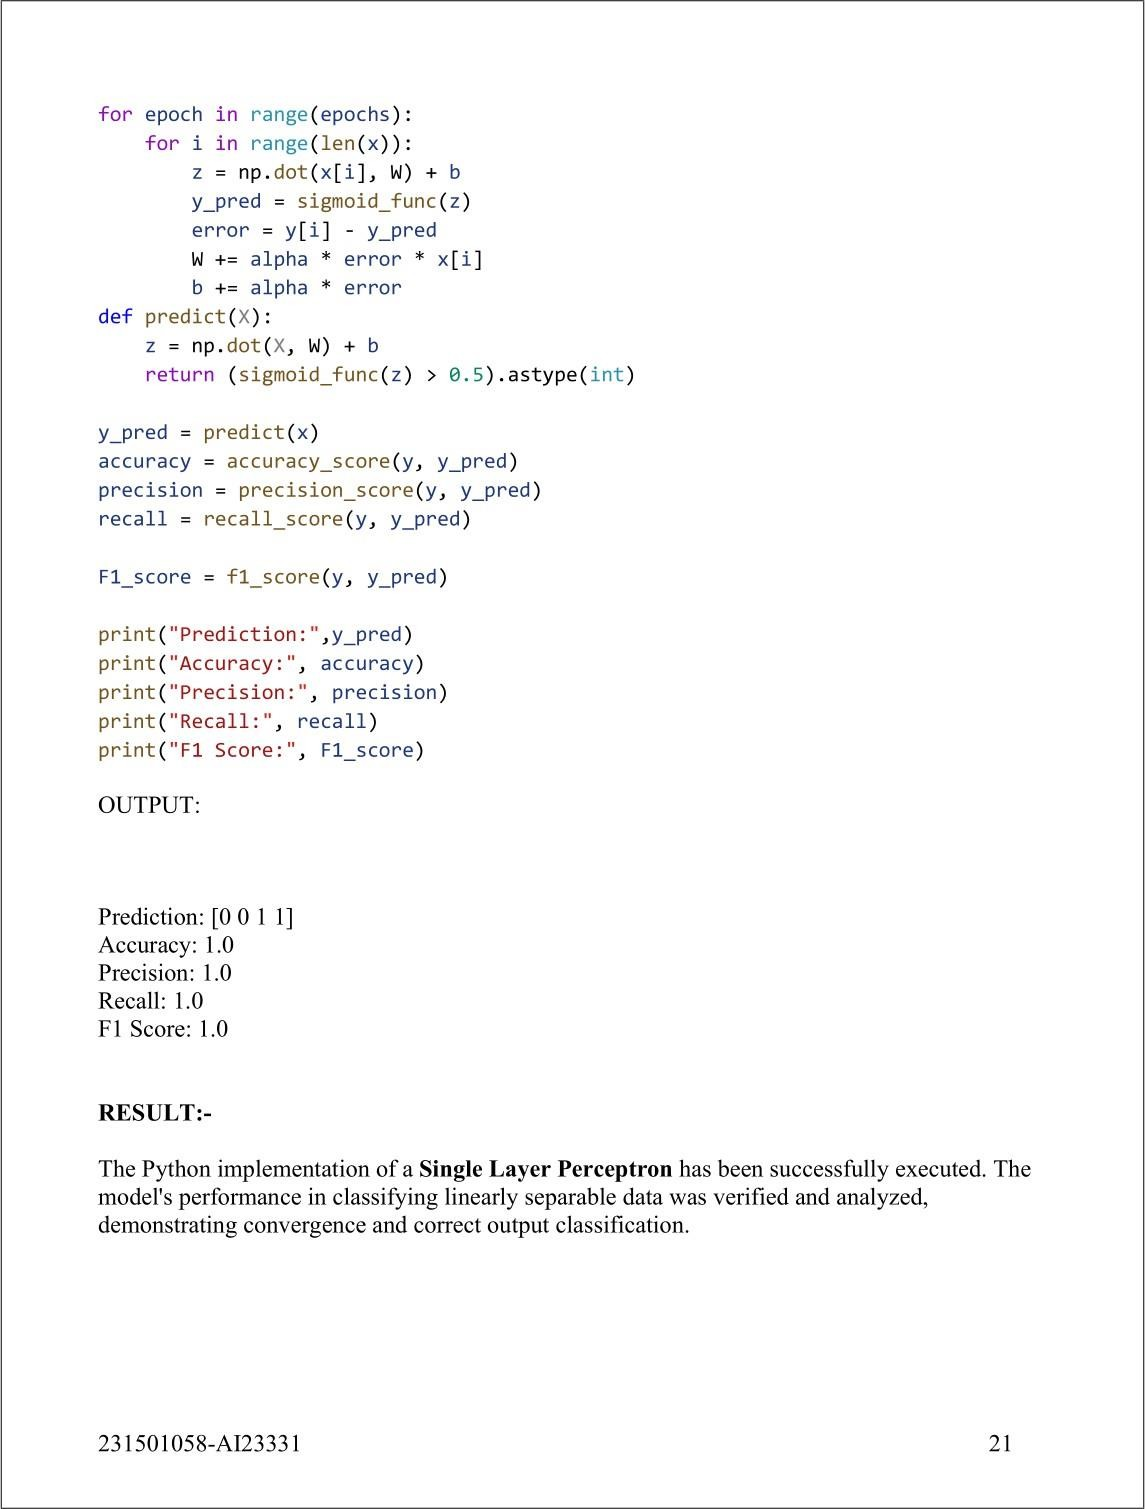 for epoch in range(epochs):
    for i in range(len(x)):
        z = np.dot(x[i], W) + b
        y_pred = sigmoid_func(z)
        error = y[i] - y_pred
        W += alpha * error * x[i]
        b += alpha * error
def predict(X):
    z = np.dot(X, W) + b
    return (sigmoid_func(z) > 0.5).astype(int)

y_pred = predict(x)
accuracy = accuracy_score(y, y_pred)
precision = precision_score(y, y_pred)
recall = recall_score(y, y_pred)

F1_score = f1_score(y, y_pred)

print("Prediction:",y_pred)
print("Accuracy:", accuracy)
print("Precision:", precision)
print("Recall:", recall)
print("F1 Score:", F1_score)

OUTPUT:

Prediction: [0 0 1 1]
Accuracy: 1.0
Precision: 1.0
Recall: 1.0
F1 Score: 1.0

RESULT:-

The Python implementation of a Single Layer Perceptron has been successfully executed. The
model's performance in classifying linearly separable data was verified and analyzed,
demonstrating convergence and correct output classification.

231501058-AI23331 21